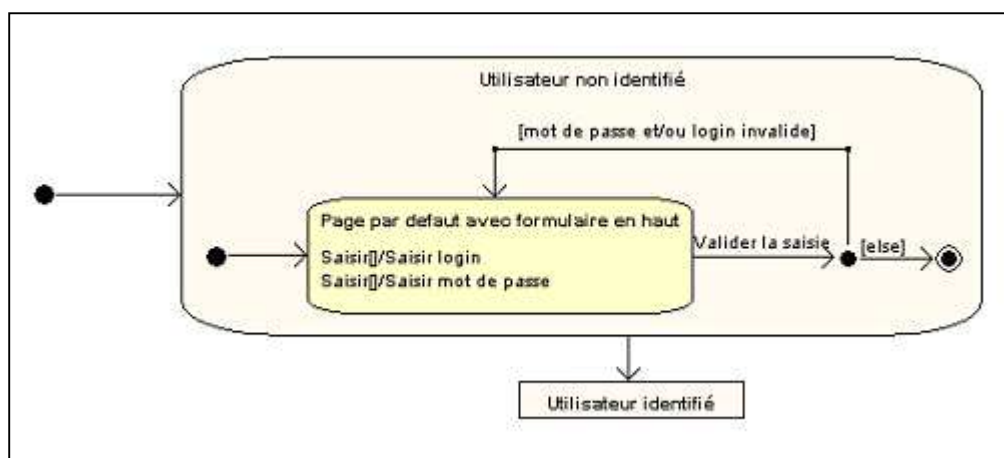 Utilisateur non identifié
[mot de passe et/ou login invalide]
Page par defaut avec formulaire en haut
Saisir[]/Saisir login
Saisir[]/Saisir mot de passe
Valider la saisie
[else]
Utilisateur identifié